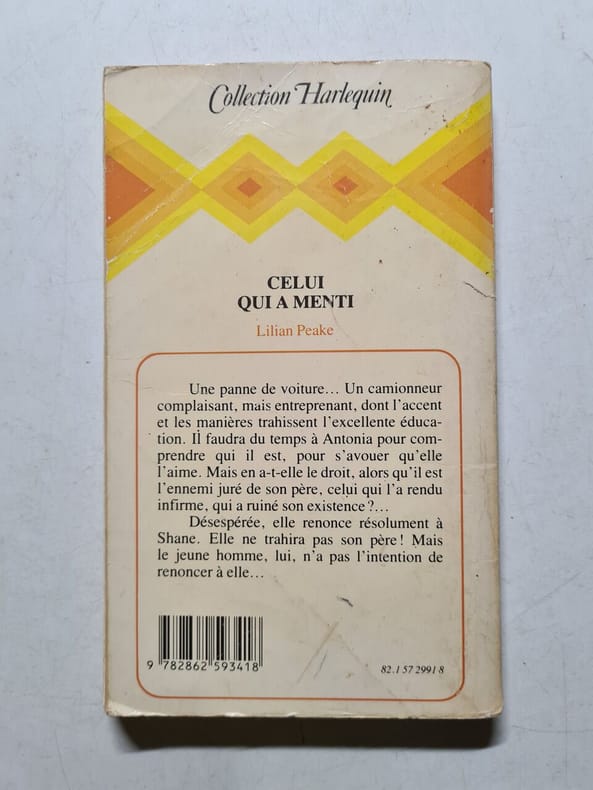 Collection Harlequin
CELUI
QUI A MENTI
Lilian Peake
Une panne de voiture... Un camionneur
complaisant, mais entreprenant, dont l'accent
et les manières trahissent l'excellente éduca-
tion. Il faudra du temps à Antonia pour com-
prendre qui il est, pour s'avouer qu'elle
l'aime. Mais en a-t-elle le droit, alors qu'il est
l'ennemi juré de son père, celui qui l'a rendu
infirme, qui a ruiné son existence ?...
Désespérée, elle renonce résolument à
Shane. Elle ne trahira pas son père ! Mais
le jeune homme, lui, n'a pas l'intention de
renoncer à elle...
9 782862 593418
82.1 57 2991 8